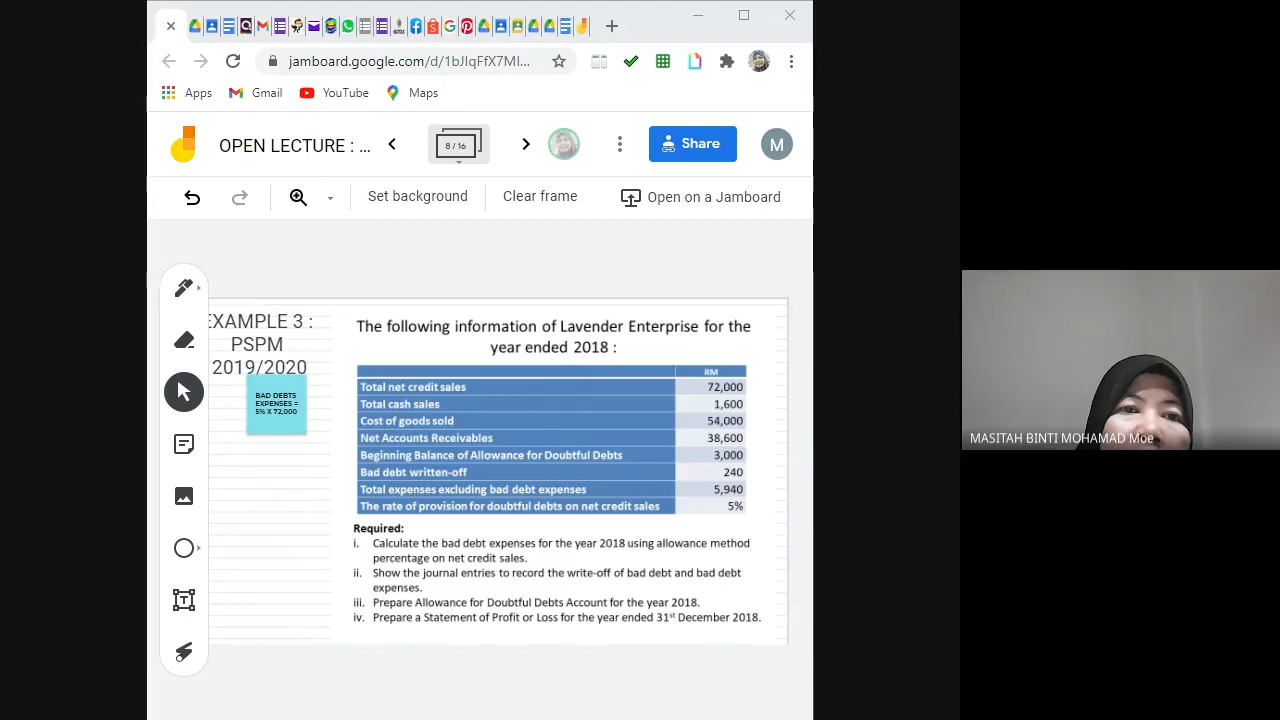 jamboard.google.com/d/1bJIqFfX7Ml...
Apps
Gmail
YouTube
Maps
OPEN LECTURE : ...
8 / 16
Share
M
Set background
Clear frame
Open on a Jamboard
EXAMPLE 3 :
PSPM
2019/2020
BAD DEBTS
EXPENSES =
5% X 72,000
The following information of Lavender Enterprise for the
year ended 2018 :
RM
Total net credit sales 72,000
Total cash sales 1,600
Cost of goods sold 54,000
Net Accounts Receivables 38,600
Beginning Balance of Allowance for Doubtful Debts 3,000
Bad debt written-off 240
Total expenses excluding bad debt expenses 5,940
The rate of provision for doubtful debts on net credit sales 5%
Required:
i. Calculate the bad debt expenses for the year 2018 using allowance method
percentage on net credit sales.
ii. Show the journal entries to record the write-off of bad debt and bad debt
expenses.
iii. Prepare Allowance for Doubtful Debts Account for the year 2018.
iv. Prepare a Statement of Profit or Loss for the year ended 31st December 2018.
MASITAH BINTI MOHAMAD Moe